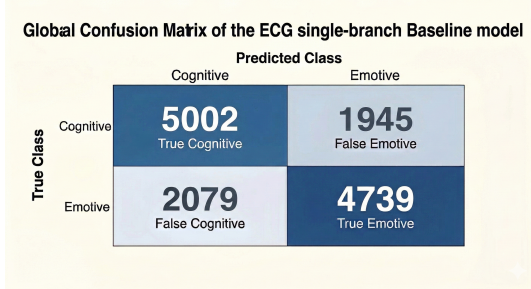 Global Confusion Matrix of the ECG single-branch Baseline model
Predicted Class
Cognitive Emotive
True Class
Cognitive
5002
True Cognitive
1945
False Emotive
Emotive
2079
False Cognitive
4739
True Emotive